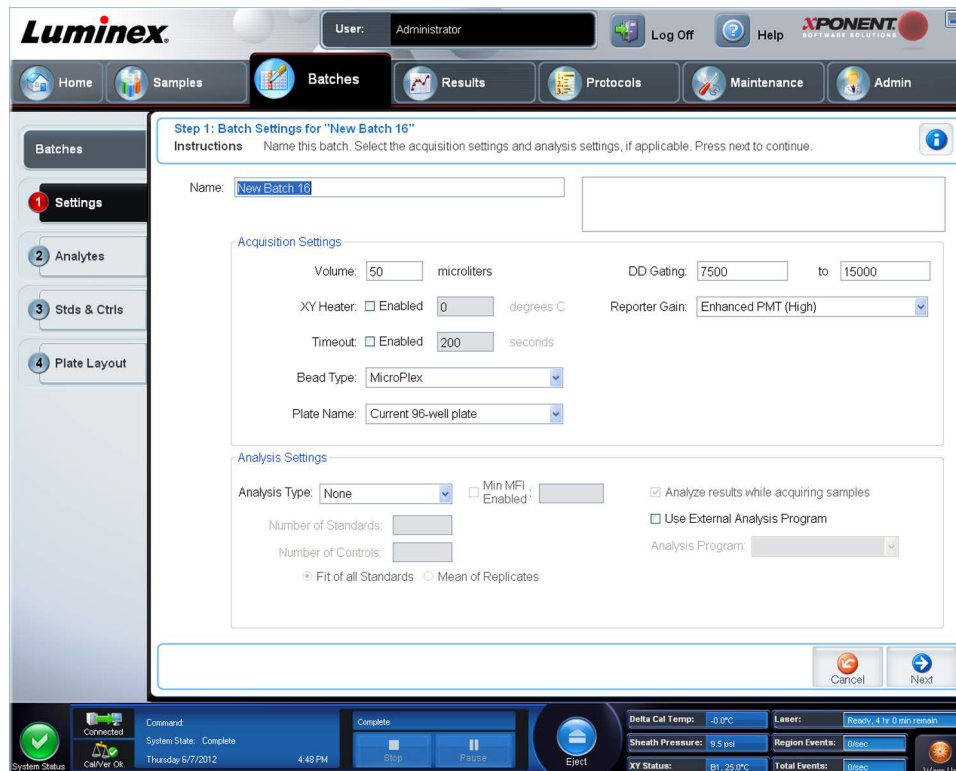 Luminex.
User: Administrator
Log Off
Help
XPONENT
SOFTWARE SOLUTIONS
Home
Samples
Batches
Results
Protocols
Maintenance
Admin
Batches
1 Settings
2 Analytes
3 Stds & Ctrls
4 Plate Layout
Step 1: Batch Settings for "New Batch 16"
Instructions Name this batch. Select the acquisition settings and analysis settings, if applicable. Press next to continue.
Name: New Batch 16
Acquisition Settings
Volume: 50 microliters
DD Gating: 7500 to 15000
XY Heater: Enabled 0 degrees C
Reporter Gain: Enhanced PMT (High)
Timeout: Enabled 200 seconds
Bead Type: MicroPlex
Plate Name: Current 96-well plate
Analysis Settings
Analysis Type: None
Min MFI Enabled:
Analyze results while acquiring samples
Number of Standards:
Use External Analysis Program
Number of Controls:
Analysis Program:
Fit of all Standards Mean of Replicates
Cancel
Next
System Status
Connected
Cal/Ver Ok
Command:
System State: Complete
Thursday 6/7/2012 4:48 PM
Complete
Stop
Pause
Eject
Delta Cal Temp: -0.0°C
Laser: Ready, 4 hr 0 min remain
Sheath Pressure: 9.5 psi
Region Events: 0/sec
XY Status: B1, 25.0°C
Total Events: 0/sec